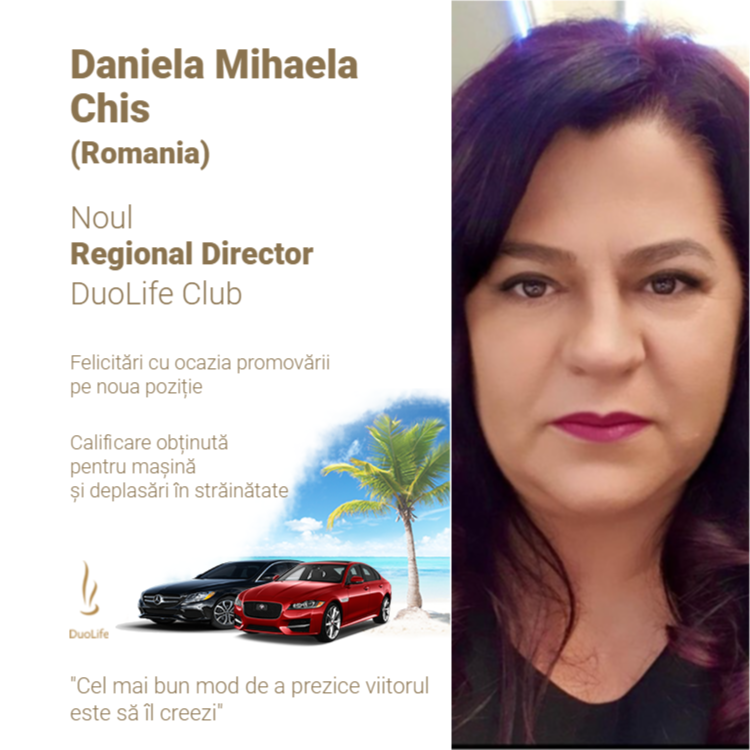 Daniela Mihaela
Chis
(Romania)
Noul
Regional Director
DuoLife Club
Felicitări cu ocazia promovării
pe noua poziție
Calificare obținută
pentru mașină
și deplasări în străinătate
DuoLife
"Cel mai bun mod de a prezice viitorul
este să îl creezi"